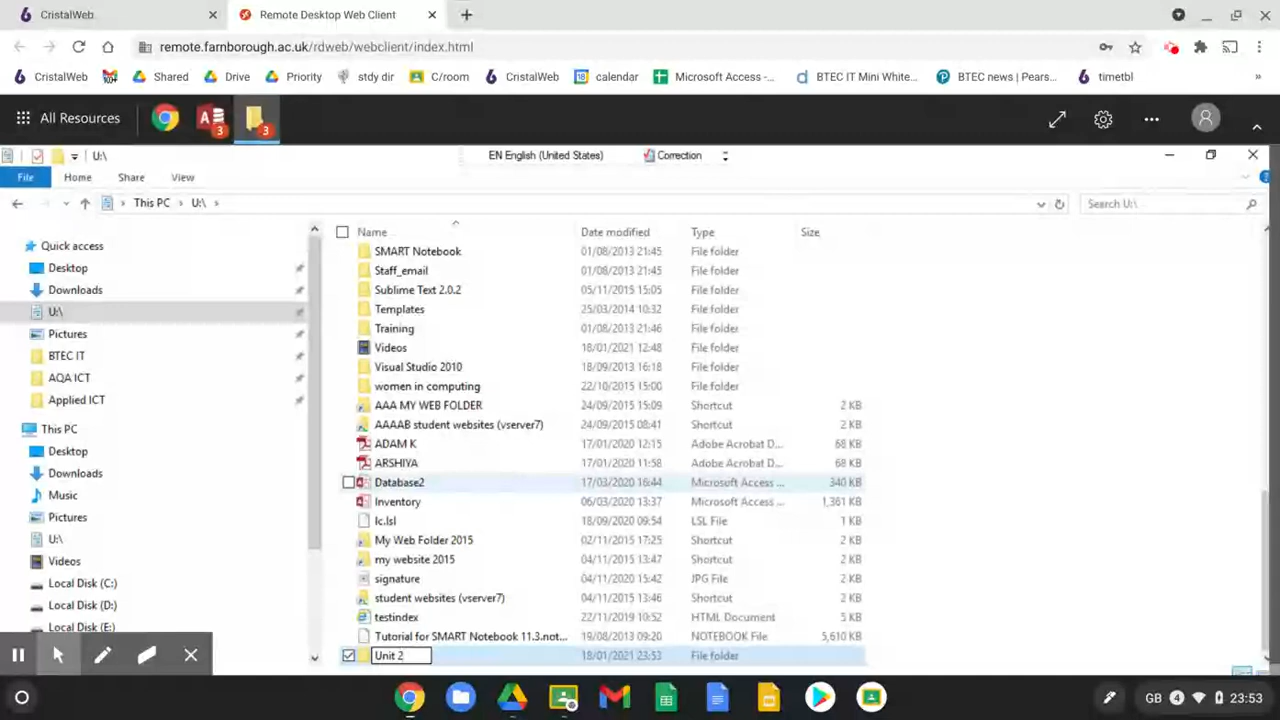 CristalWeb
Remote Desktop Web Client
remote.farnborough.ac.uk/rdweb/webclient/index.html
CristalWeb Shared Drive Priority stdy dir C/room CristalWeb calendar Microsoft Access -... BTEC IT Mini White... BTEC news | Pears... timetbl »
All Resources 3 3
U:\ EN English (United States) Correction
File Home Share View
This PC U:\ Search U:\
Quick access
Desktop
Downloads
U:\
Pictures
BTEC IT
AQA ICT
Applied ICT
This PC
Desktop
Downloads
Music
Pictures
U:\
Videos
Local Disk (C:)
Local Disk (D:)
Local Disk (E:)
Name Date modified Type Size
SMART Notebook 01/08/2013 21:45 File folder
Staff_email 01/08/2013 21:45 File folder
Sublime Text 2.0.2 05/11/2015 15:05 File folder
Templates 25/03/2014 10:32 File folder
Training 01/08/2013 21:46 File folder
Videos 18/01/2021 12:48 File folder
Visual Studio 2010 18/09/2013 16:18 File folder
women in computing 22/10/2015 15:00 File folder
AAA MY WEB FOLDER 24/09/2015 15:09 Shortcut 2 KB
AAAAB student websites (vserver7) 24/09/2015 08:41 Shortcut 2 KB
ADAM K 17/01/2020 12:15 Adobe Acrobat D... 68 KB
ARSHIYA 17/01/2020 11:58 Adobe Acrobat D... 68 KB
Database2 17/03/2020 16:44 Microsoft Access ... 340 KB
Inventory 06/03/2020 13:37 Microsoft Access ... 1,361 KB
lc.lsl 18/09/2020 09:54 LSL File 1 KB
My Web Folder 2015 02/11/2015 17:25 Shortcut 2 KB
my website 2015 04/11/2015 13:47 Shortcut 2 KB
signature 04/11/2020 15:42 JPG File 2 KB
student websites (vserver7) 04/11/2015 13:46 Shortcut 2 KB
testindex 22/11/2019 10:52 HTML Document 5 KB
Tutorial for SMART Notebook 11.3.not... 19/08/2013 09:20 NOTEBOOK File 5,610 KB
Unit 2 18/01/2021 23:53 File folder
GB 4 23:53